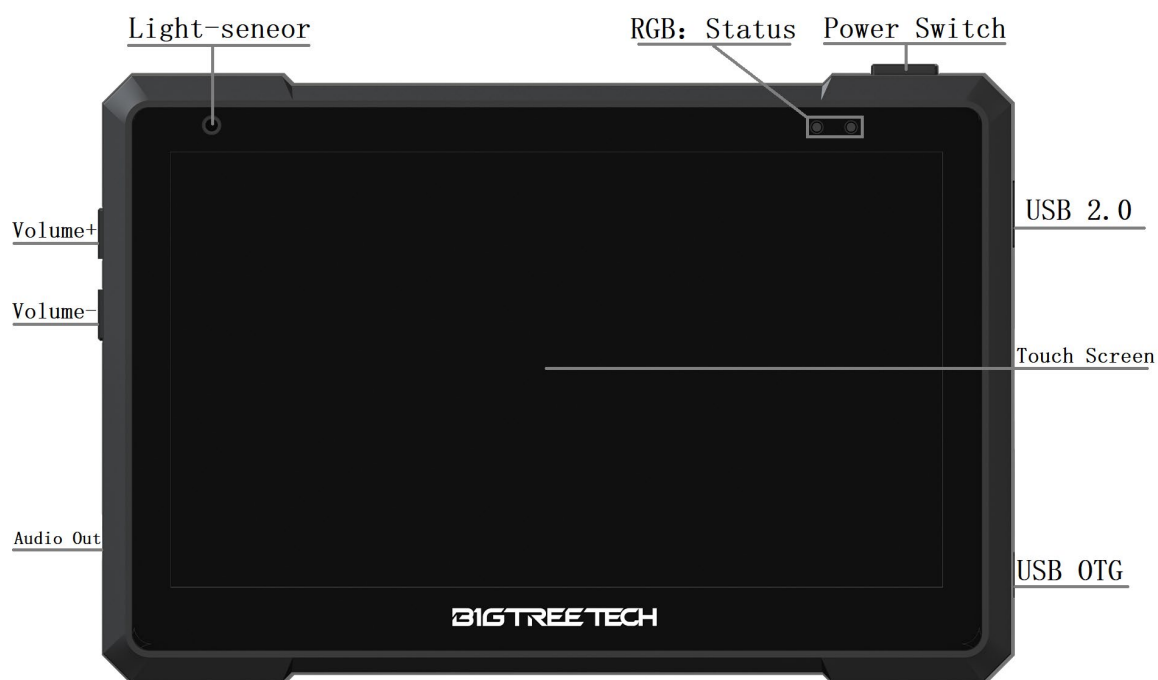 Light-seneor
RGB: Status
Power Switch
Volume+
USB 2.0
Volume-
Touch Screen
Audio Out
USB OTG
BIGTREETECH